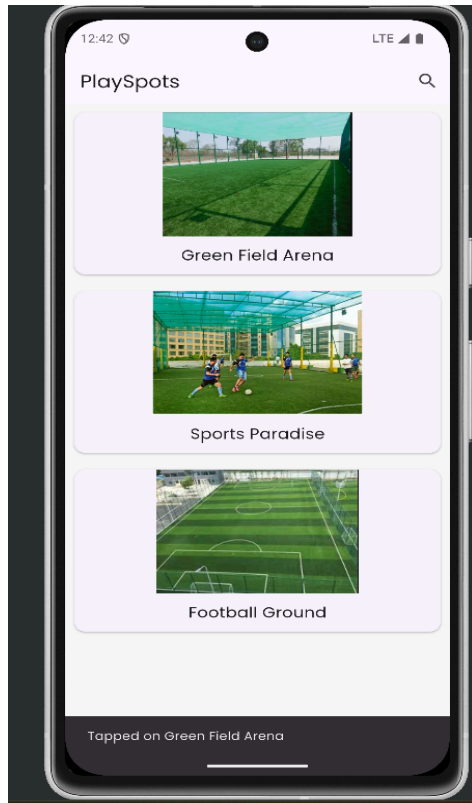 12:42 LTE
PlaySpots
Green Field Arena
Sports Paradise
Football Ground
Tapped on Green Field Arena